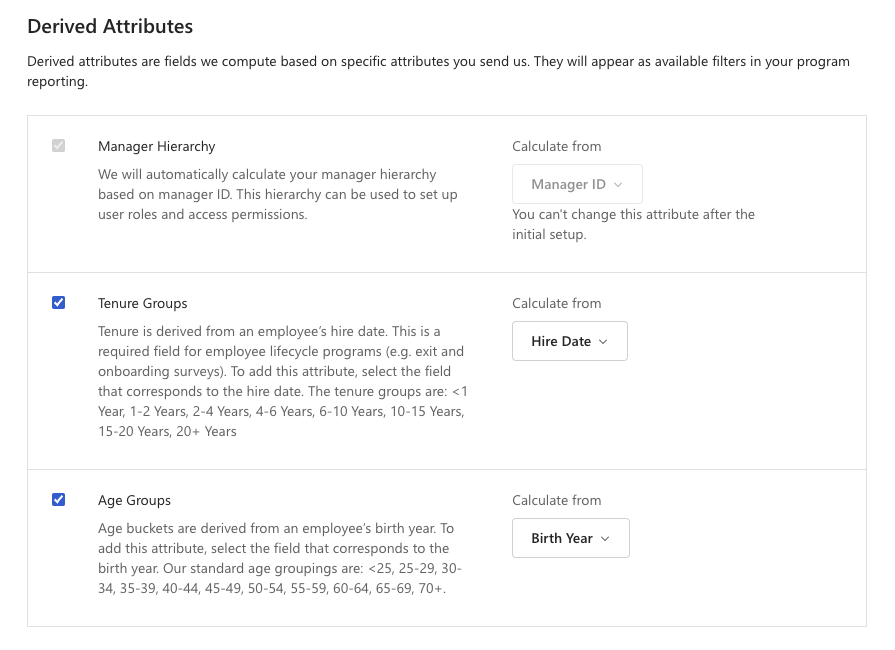 Derived Attributes
Derived attributes are fields we compute based on specific attributes you send us. They will appear as available filters in your program
reporting.
Manager Hierarchy
We will automatically calculate your manager hierarchy
based on manager ID. This hierarchy can be used to set up
user roles and access permissions.
Calculate from
Manager ID
You can't change this attribute after the
initial setup.
Tenure Groups
Tenure is derived from an employee’s hire date. This is a
required field for employee lifecycle programs (e.g. exit and
onboarding surveys). To add this attribute, select the field
that corresponds to the hire date. The tenure groups are: <1
Year, 1-2 Years, 2-4 Years, 4-6 Years, 6-10 Years, 10-15 Years,
15-20 Years, 20+ Years
Calculate from
Hire Date
Age Groups
Age buckets are derived from an employee’s birth year. To
add this attribute, select the field that corresponds to the
birth year. Our standard age groupings are: <25, 25-29, 30-
34, 35-39, 40-44, 45-49, 50-54, 55-59, 60-64, 65-69, 70+.
Calculate from
Birth Year